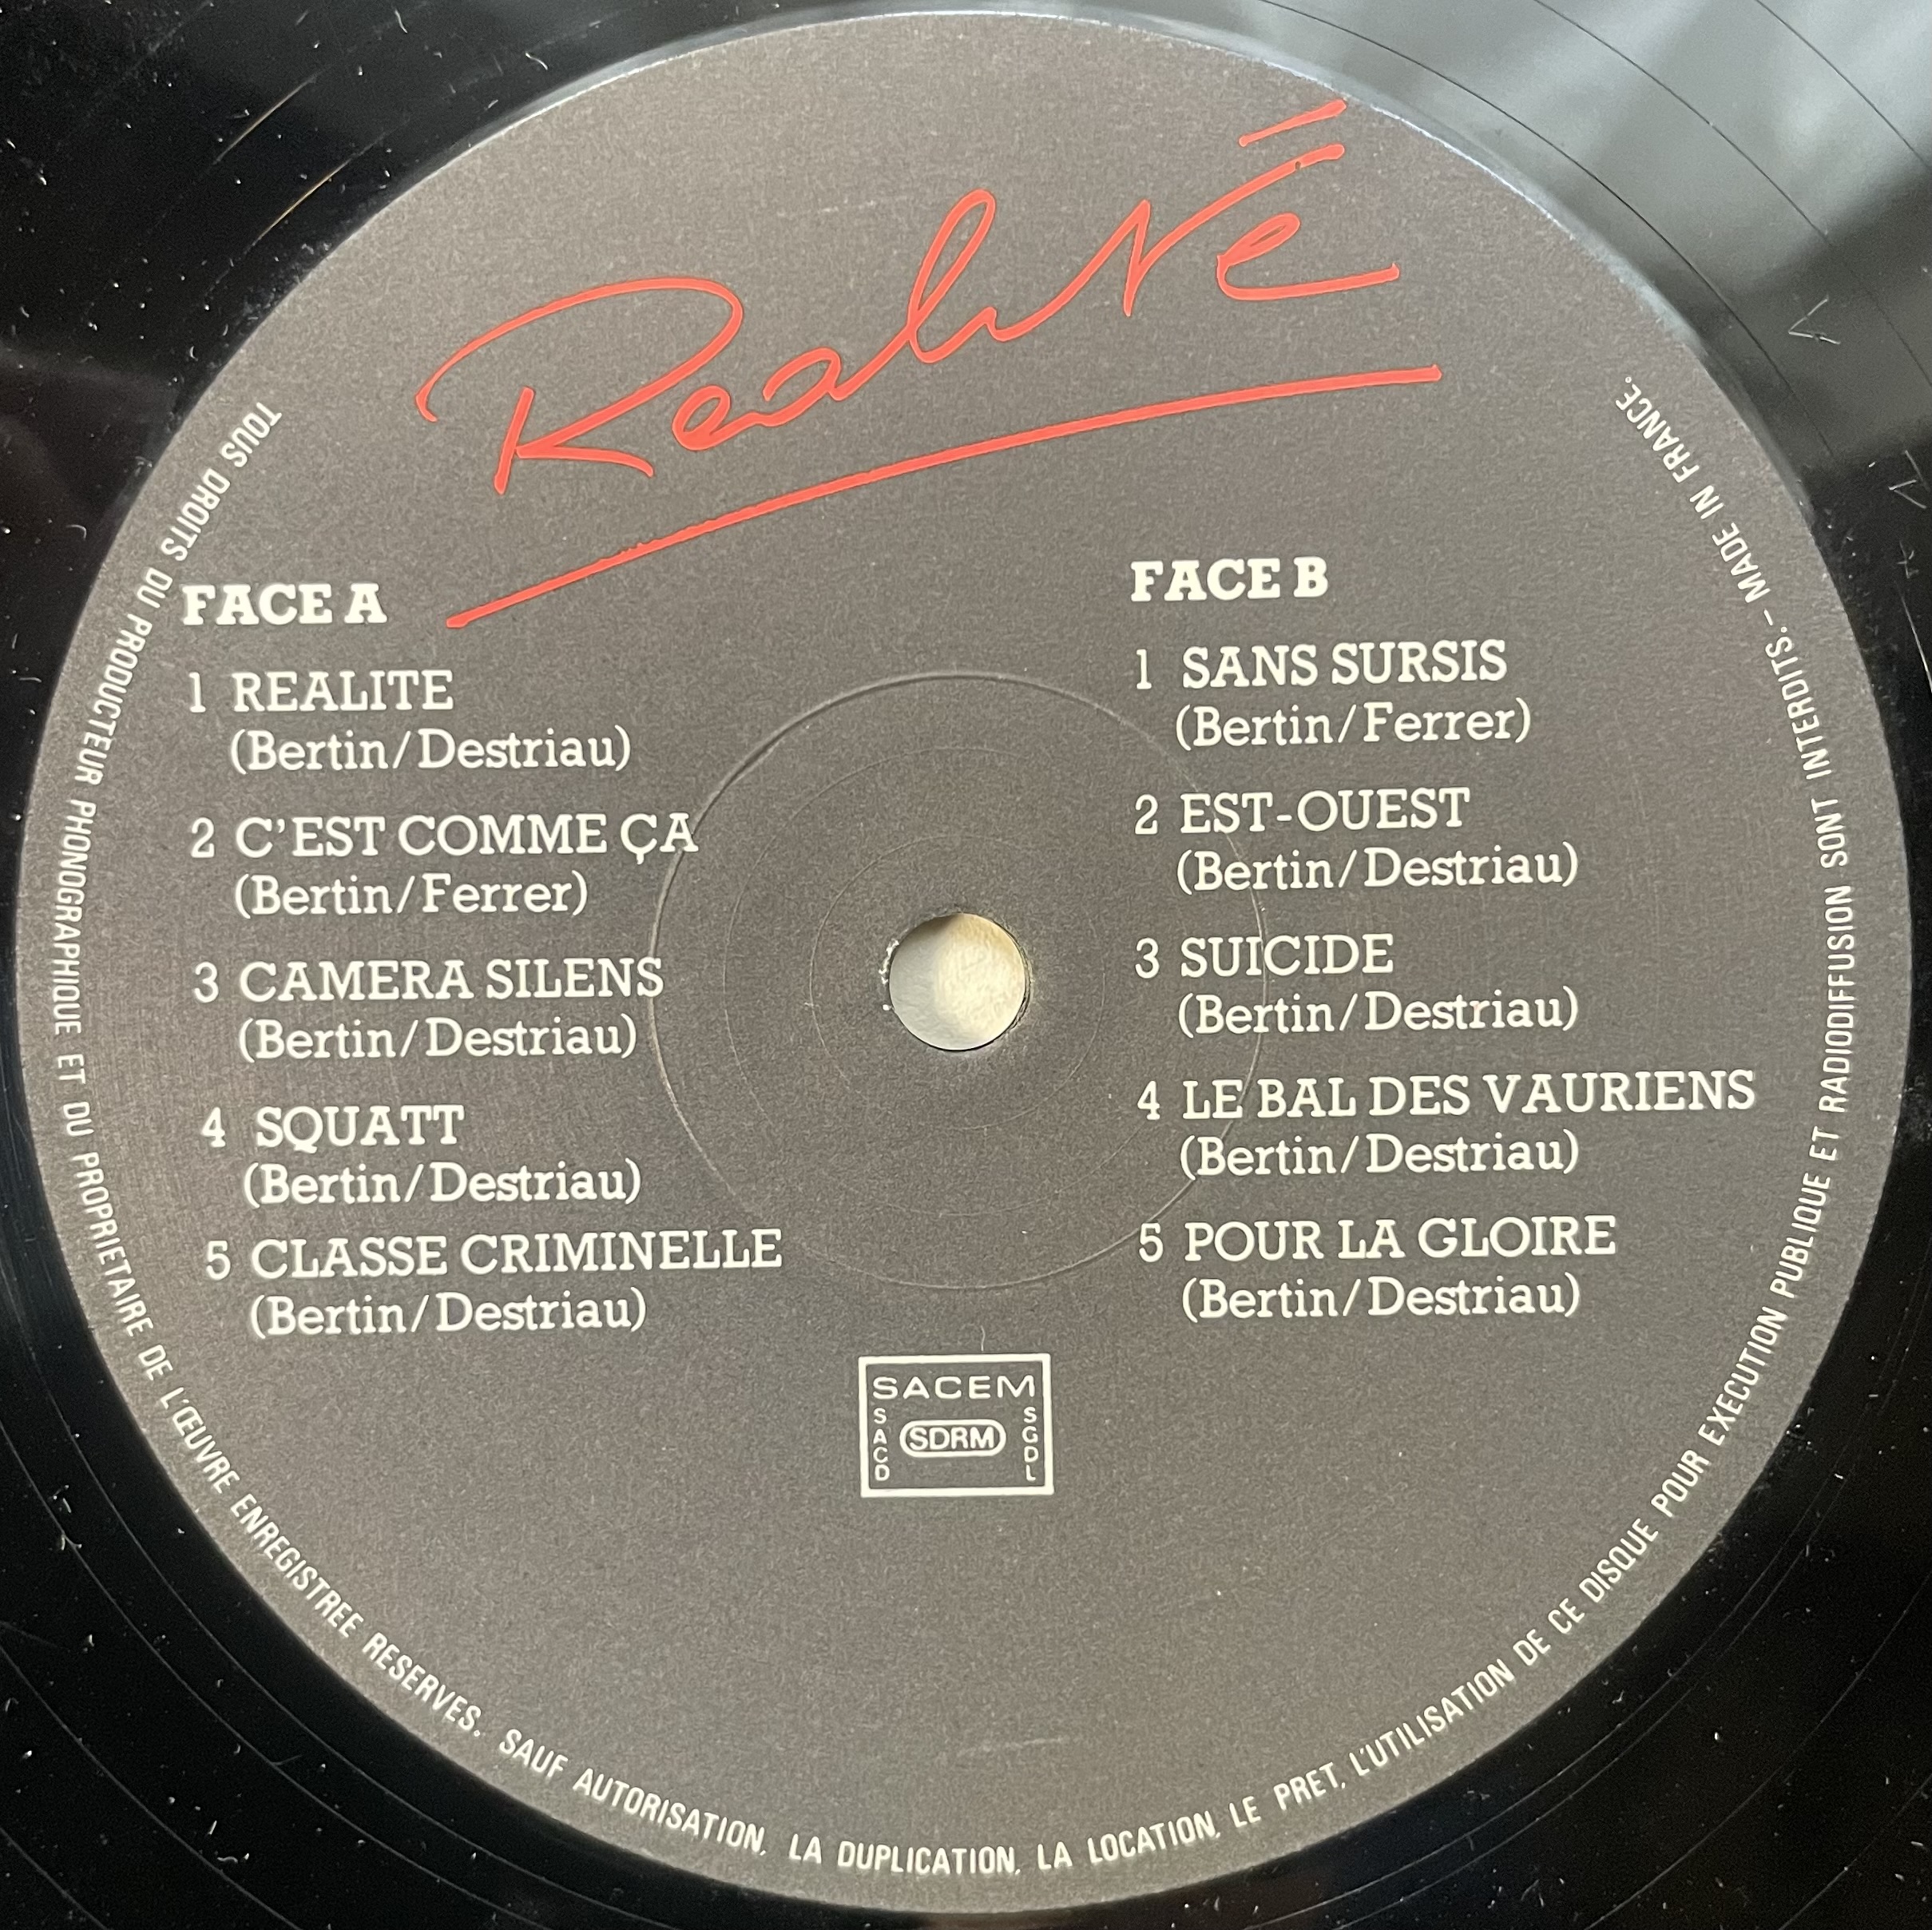 Realité
FACE A
1 REALITE
(Bertin/Destriau)
2 C'EST COMME ÇA
(Bertin/Ferrer)
3 CAMERA SILENS
(Bertin/Destriau)
4 SQUATT
(Bertin/Destriau)
5 CLASSE CRIMINELLE
(Bertin/Destriau)
FACE B
1 SANS SURSIS
(Bertin/Ferrer)
2 EST-OUEST
(Bertin/Destriau)
3 SUICIDE
(Bertin/Destriau)
4 LE BAL DES VAURIENS
(Bertin/Destriau)
5 POUR LA GLOIRE
(Bertin/Destriau)
SACEM
SACD
SDRM
SGDL
TOUS DROITS DU PRODUCTEUR PHONOGRAPHIQUE ET DU PROPRIETAIRE DE L'ŒUVRE ENREGISTREE RESERVES. SAUF AUTORISATION, LA DUPLICATION, LA LOCATION, LE PRET, L'UTILISATION DE CE DISQUE POUR EXECUTION PUBLIQUE ET RADIODIFFUSION SONT INTERDITS.– MADE IN FRANCE.